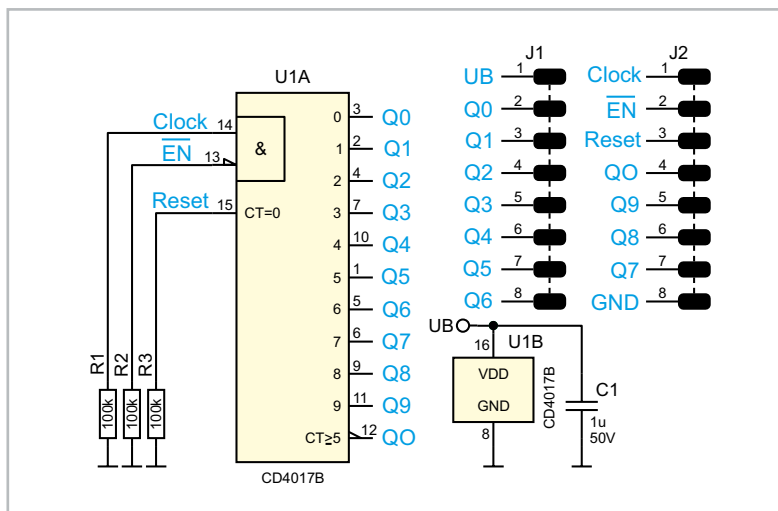 U1A
Clock 14
EN 13
&
Reset 15
CT=0
0 3 Q0
1 2 Q1
2 4 Q2
3 7 Q3
4 10 Q4
5 1 Q5
6 5 Q6
7 6 Q7
8 9 Q8
9 11 Q9
CT≥5 12 QO
CD4017B
R1
100k
R2
100k
R3
100k
J1
UB 1
Q0 2
Q1 3
Q2 4
Q3 5
Q4 6
Q5 7
Q6 8
J2
Clock 1
EN 2
Reset 3
QO 4
Q9 5
Q8 6
Q7 7
GND 8
UB
16
U1B
VDD
GND
8
CD4017B
C1
1u
50V